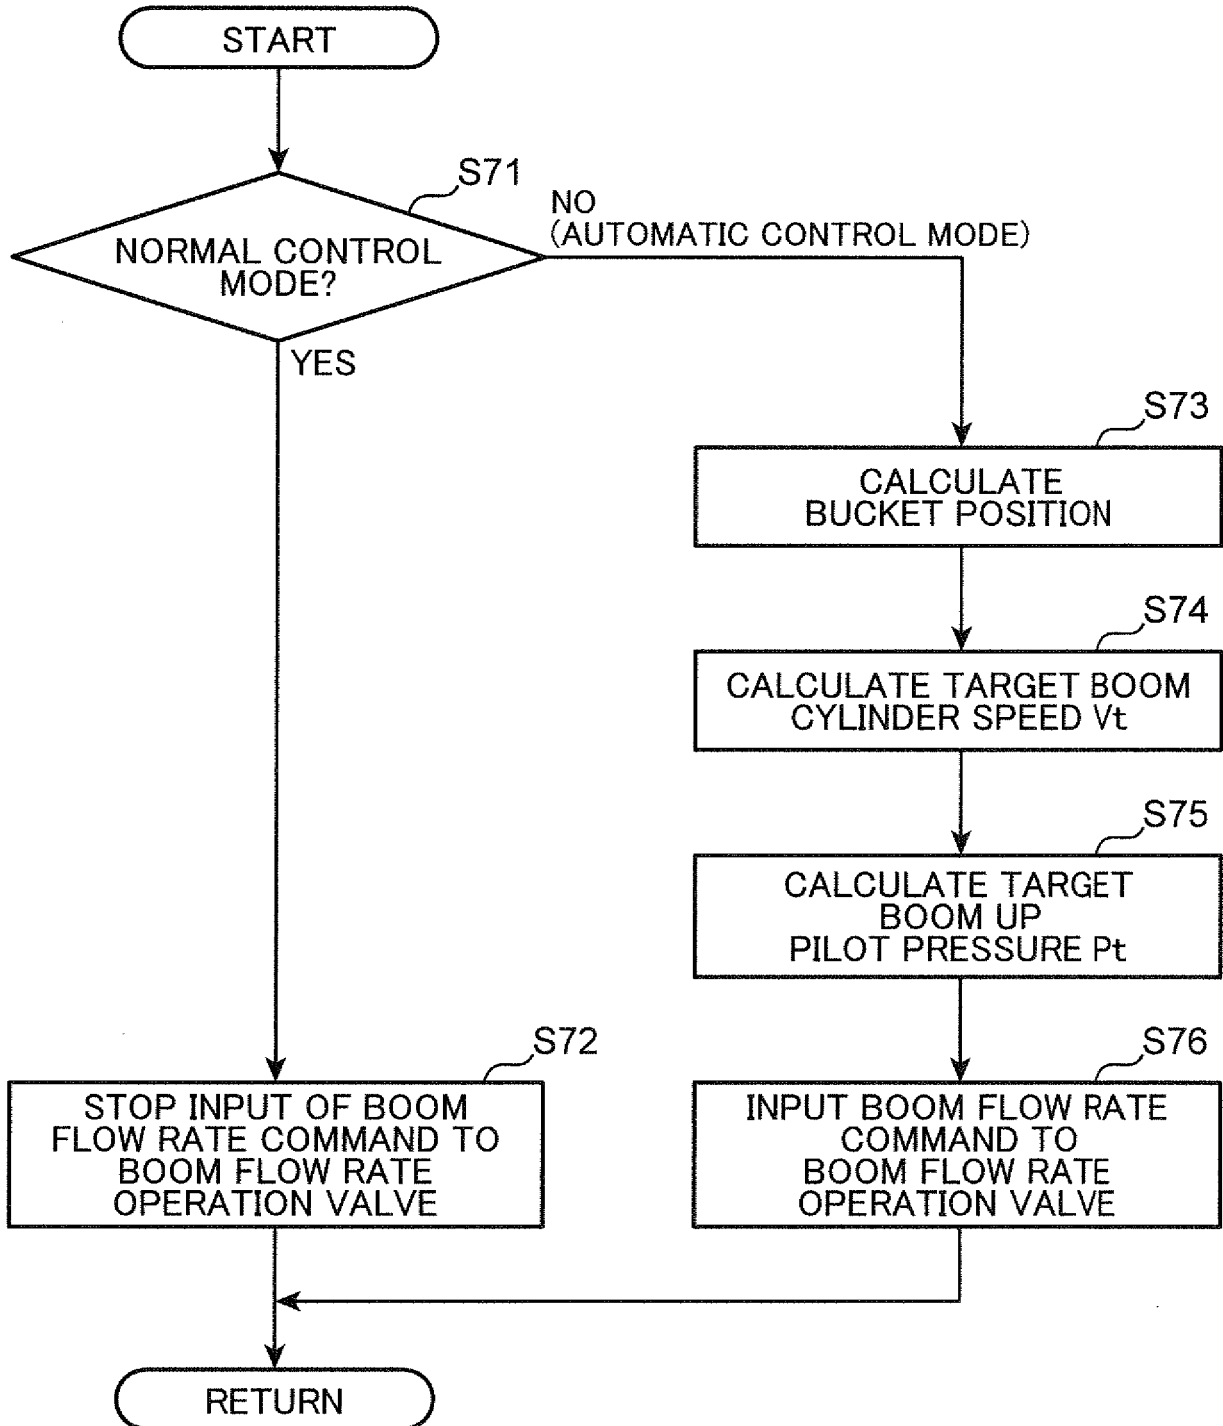 START
S71
NORMAL CONTROL
MODE?
NO
(AUTOMATIC CONTROL MODE)
YES
S73
CALCULATE
BUCKET POSITION
S74
CALCULATE TARGET BOOM
CYLINDER SPEED Vt
S75
CALCULATE TARGET
BOOM UP
PILOT PRESSURE Pt
S72
STOP INPUT OF BOOM
FLOW RATE COMMAND TO
BOOM FLOW RATE
OPERATION VALVE
S76
INPUT BOOM FLOW RATE
COMMAND TO
BOOM FLOW RATE
OPERATION VALVE
RETURN